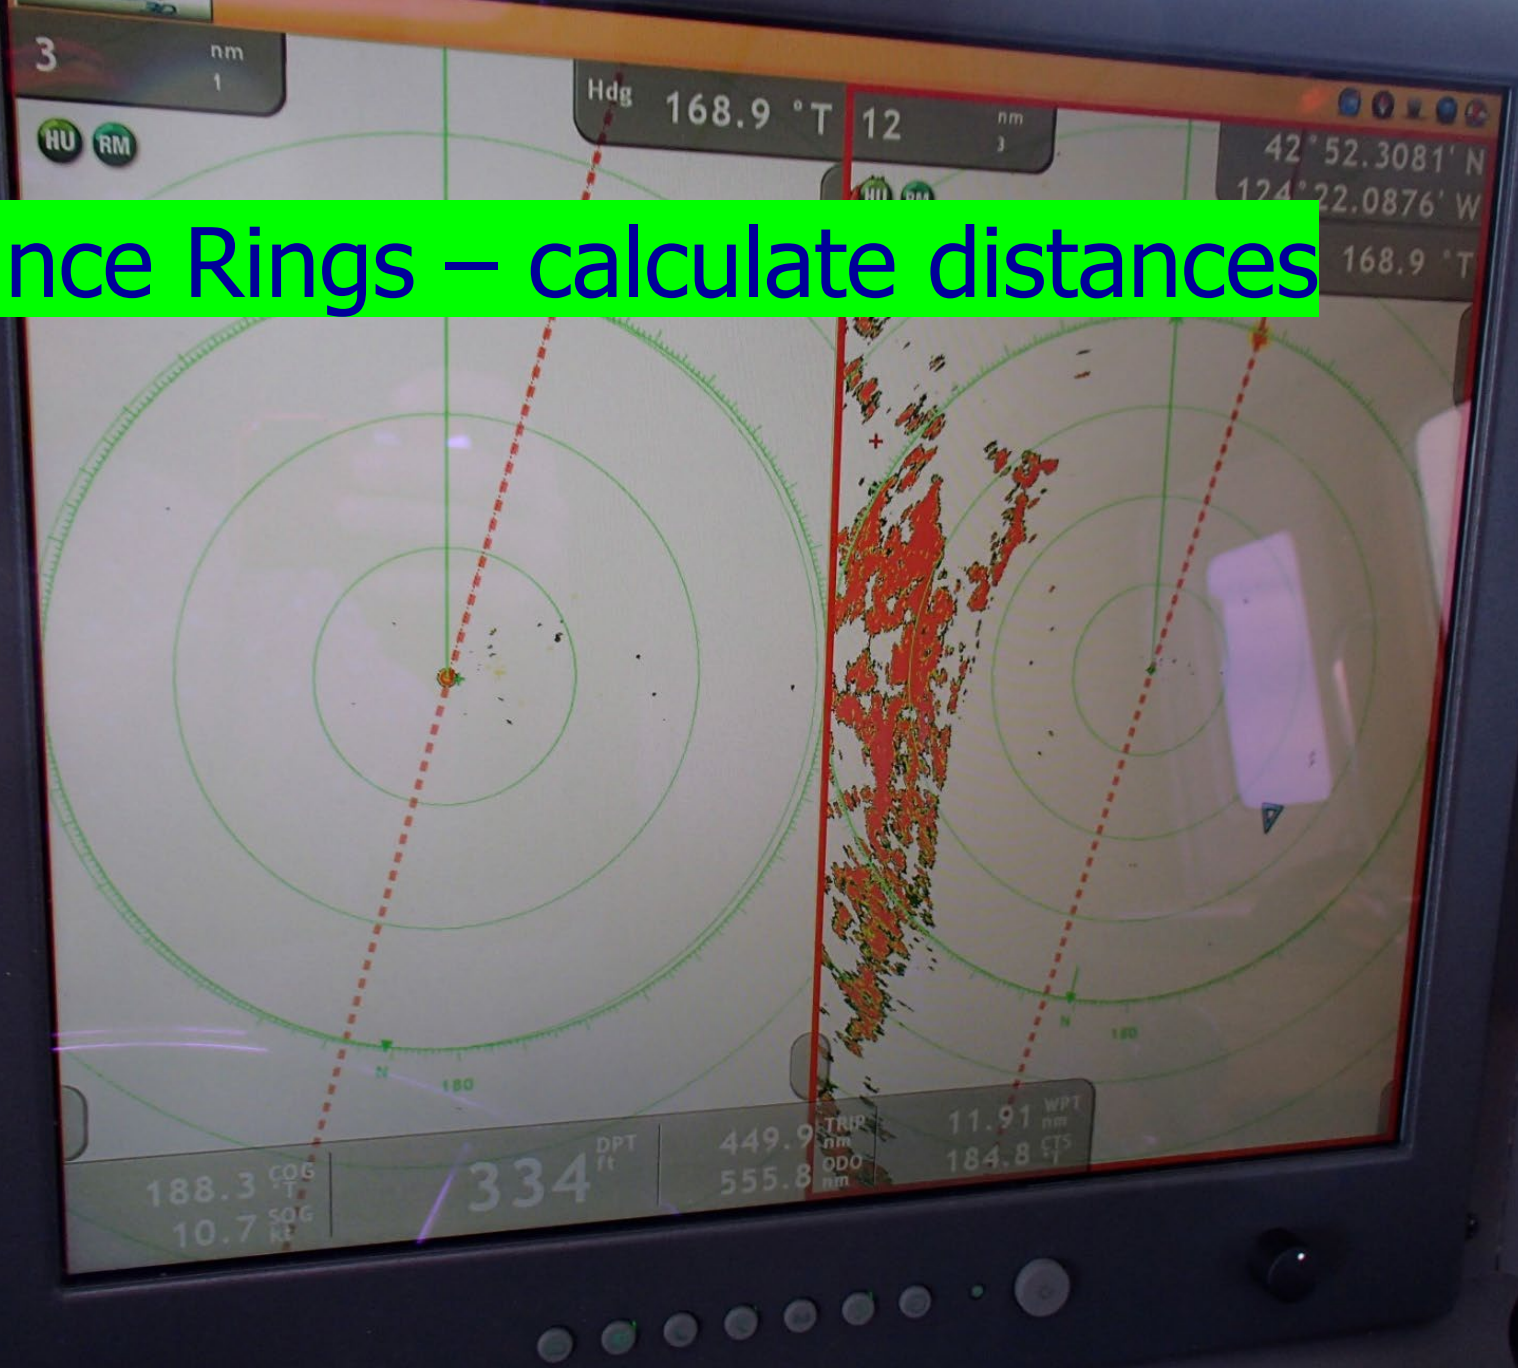 3 nm
1
HU RM
Hdg 168.9 °T
12 nm
3
42°52.3081' N
124°22.0876' W
HU RM
168.9 °T
nce Rings – calculate distances
N 180
N 180
188.3 COG °T
10.7 SOG kt
334 DPT ft
449.9 TRIP nm
555.8 ODO nm
11.91 WPT nm
184.8 CTS °T